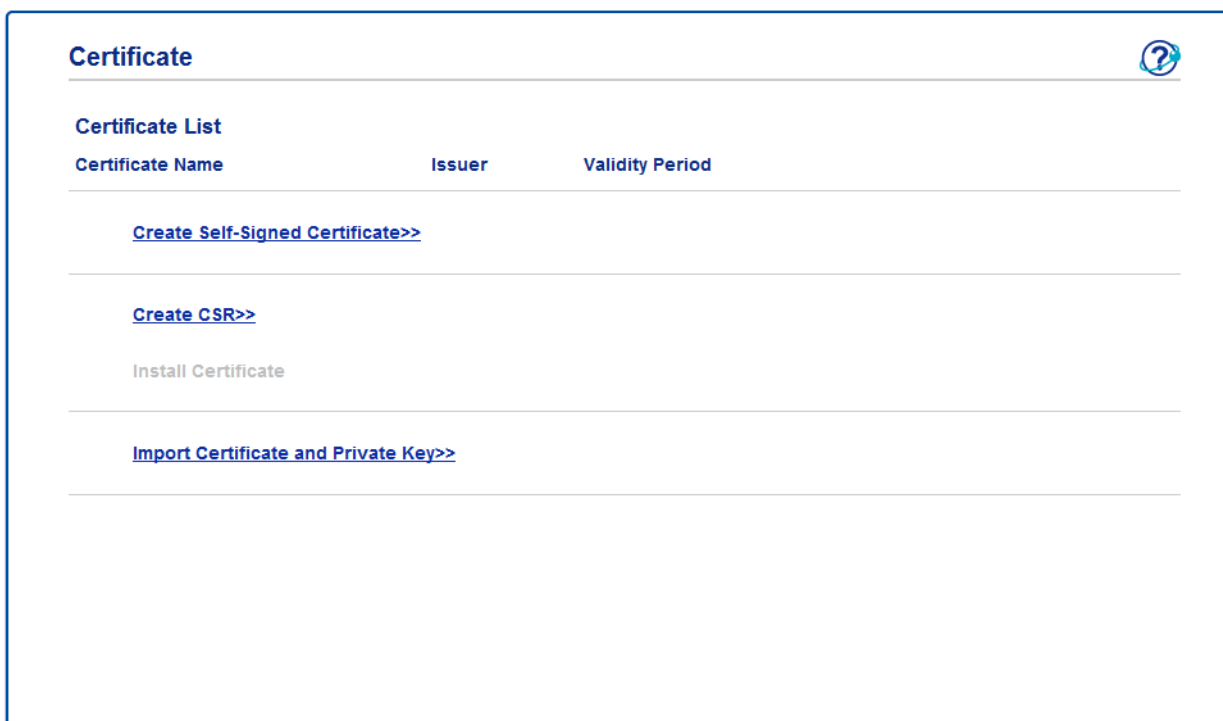 Certificate
?
Certificate List
Certificate Name Issuer Validity Period
Create Self-Signed Certificate>>
Create CSR>>
Install Certificate
Import Certificate and Private Key>>